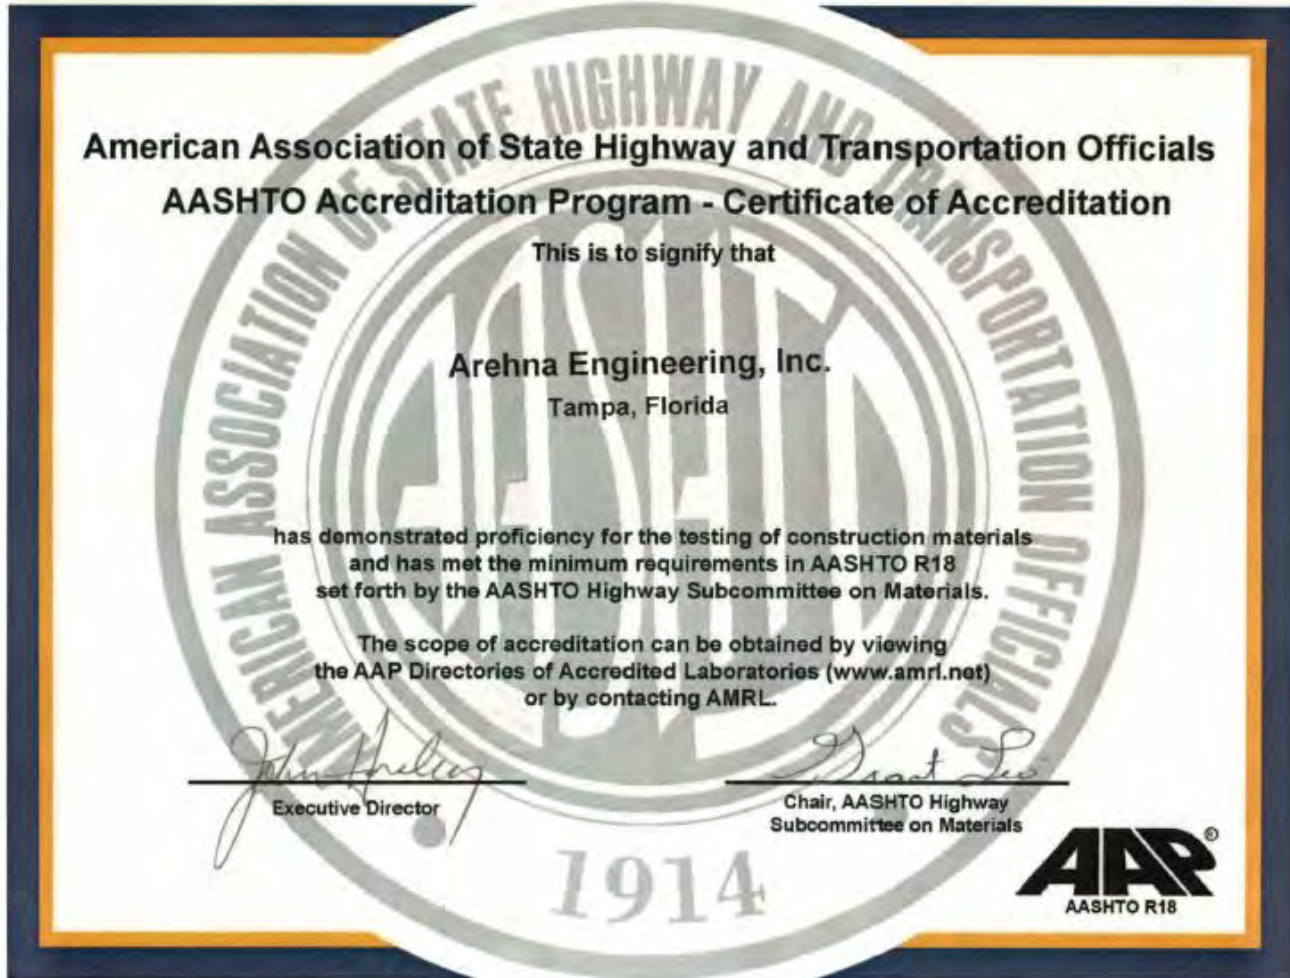 AMERICAN ASSOCIATION OF STATE HIGHWAY AND TRANSPORTATION OFFICIALS
American Association of State Highway and Transportation Officials
AASHTO Accreditation Program - Certificate of Accreditation
This is to signify that
AASHTO
Arehna Engineering, Inc.
Tampa, Florida
has demonstrated proficiency for the testing of construction materials
and has met the minimum requirements in AASHTO R18
set forth by the AASHTO Highway Subcommittee on Materials.
The scope of accreditation can be obtained by viewing
the AAP Directories of Accredited Laboratories (www.amrl.net)
or by contacting AMRL.
John Horsley
Executive Director
Chair, AASHTO Highway
Subcommittee on Materials
1914
AAP®
AASHTO R18